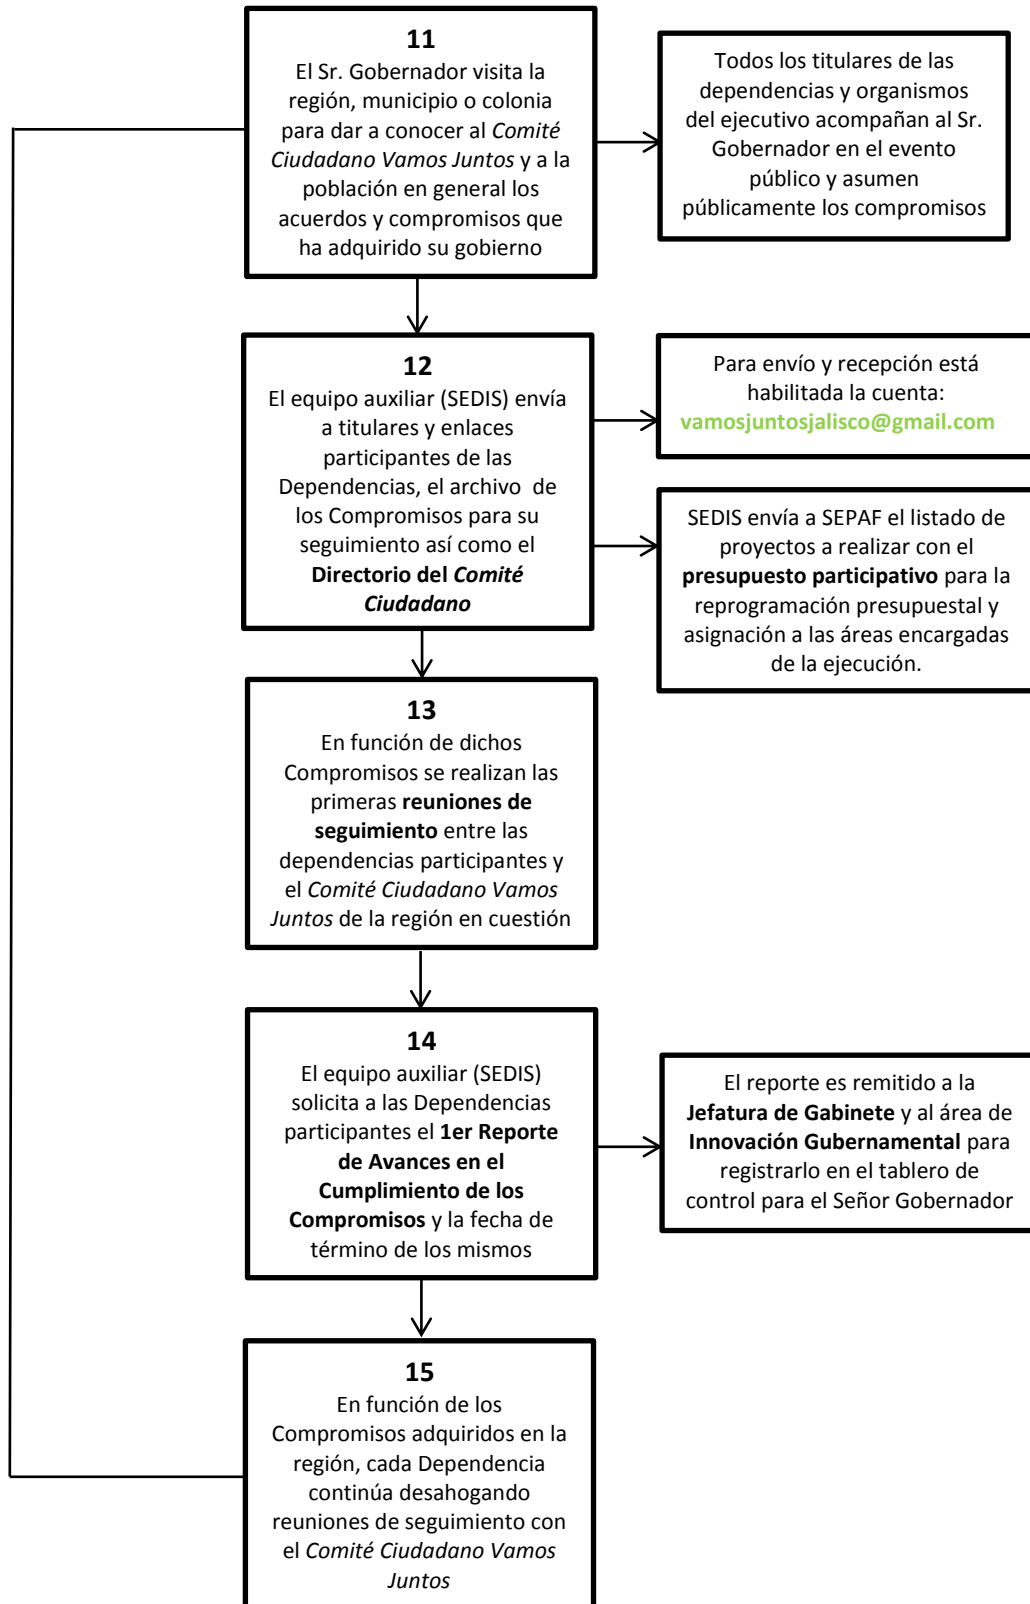 11
El Sr. Gobernador visita la
región, municipio o colonia
para dar a conocer al Comité
Ciudadano Vamos Juntos y a la
población en general los
acuerdos y compromisos que
ha adquirido su gobierno
Todos los titulares de las
dependencias y organismos
del ejecutivo acompañan al Sr.
Gobernador en el evento
público y asumen
públicamente los compromisos
12
El equipo auxiliar (SEDIS) envía
a titulares y enlaces
participantes de las
Dependencias, el archivo de
los Compromisos para su
seguimiento así como el
Directorio del Comité
Ciudadano
Para envío y recepción está
habilitada la cuenta:
vamosjuntosjalisco@gmail.com
SEDIS envía a SEPAF el listado de
proyectos a realizar con el
presupuesto participativo para la
reprogramación presupuestal y
asignación a las áreas encargadas
de la ejecución.
13
En función de dichos
Compromisos se realizan las
primeras reuniones de
seguimiento entre las
dependencias participantes y
el Comité Ciudadano Vamos
Juntos de la región en cuestión
14
El equipo auxiliar (SEDIS)
solicita a las Dependencias
participantes el 1er Reporte
de Avances en el
Cumplimiento de los
Compromisos y la fecha de
término de los mismos
El reporte es remitido a la
Jefatura de Gabinete y al área de
Innovación Gubernamental para
registrarlo en el tablero de
control para el Señor Gobernador
15
En función de los
Compromisos adquiridos en la
región, cada Dependencia
continúa desahogando
reuniones de seguimiento con
el Comité Ciudadano Vamos
Juntos